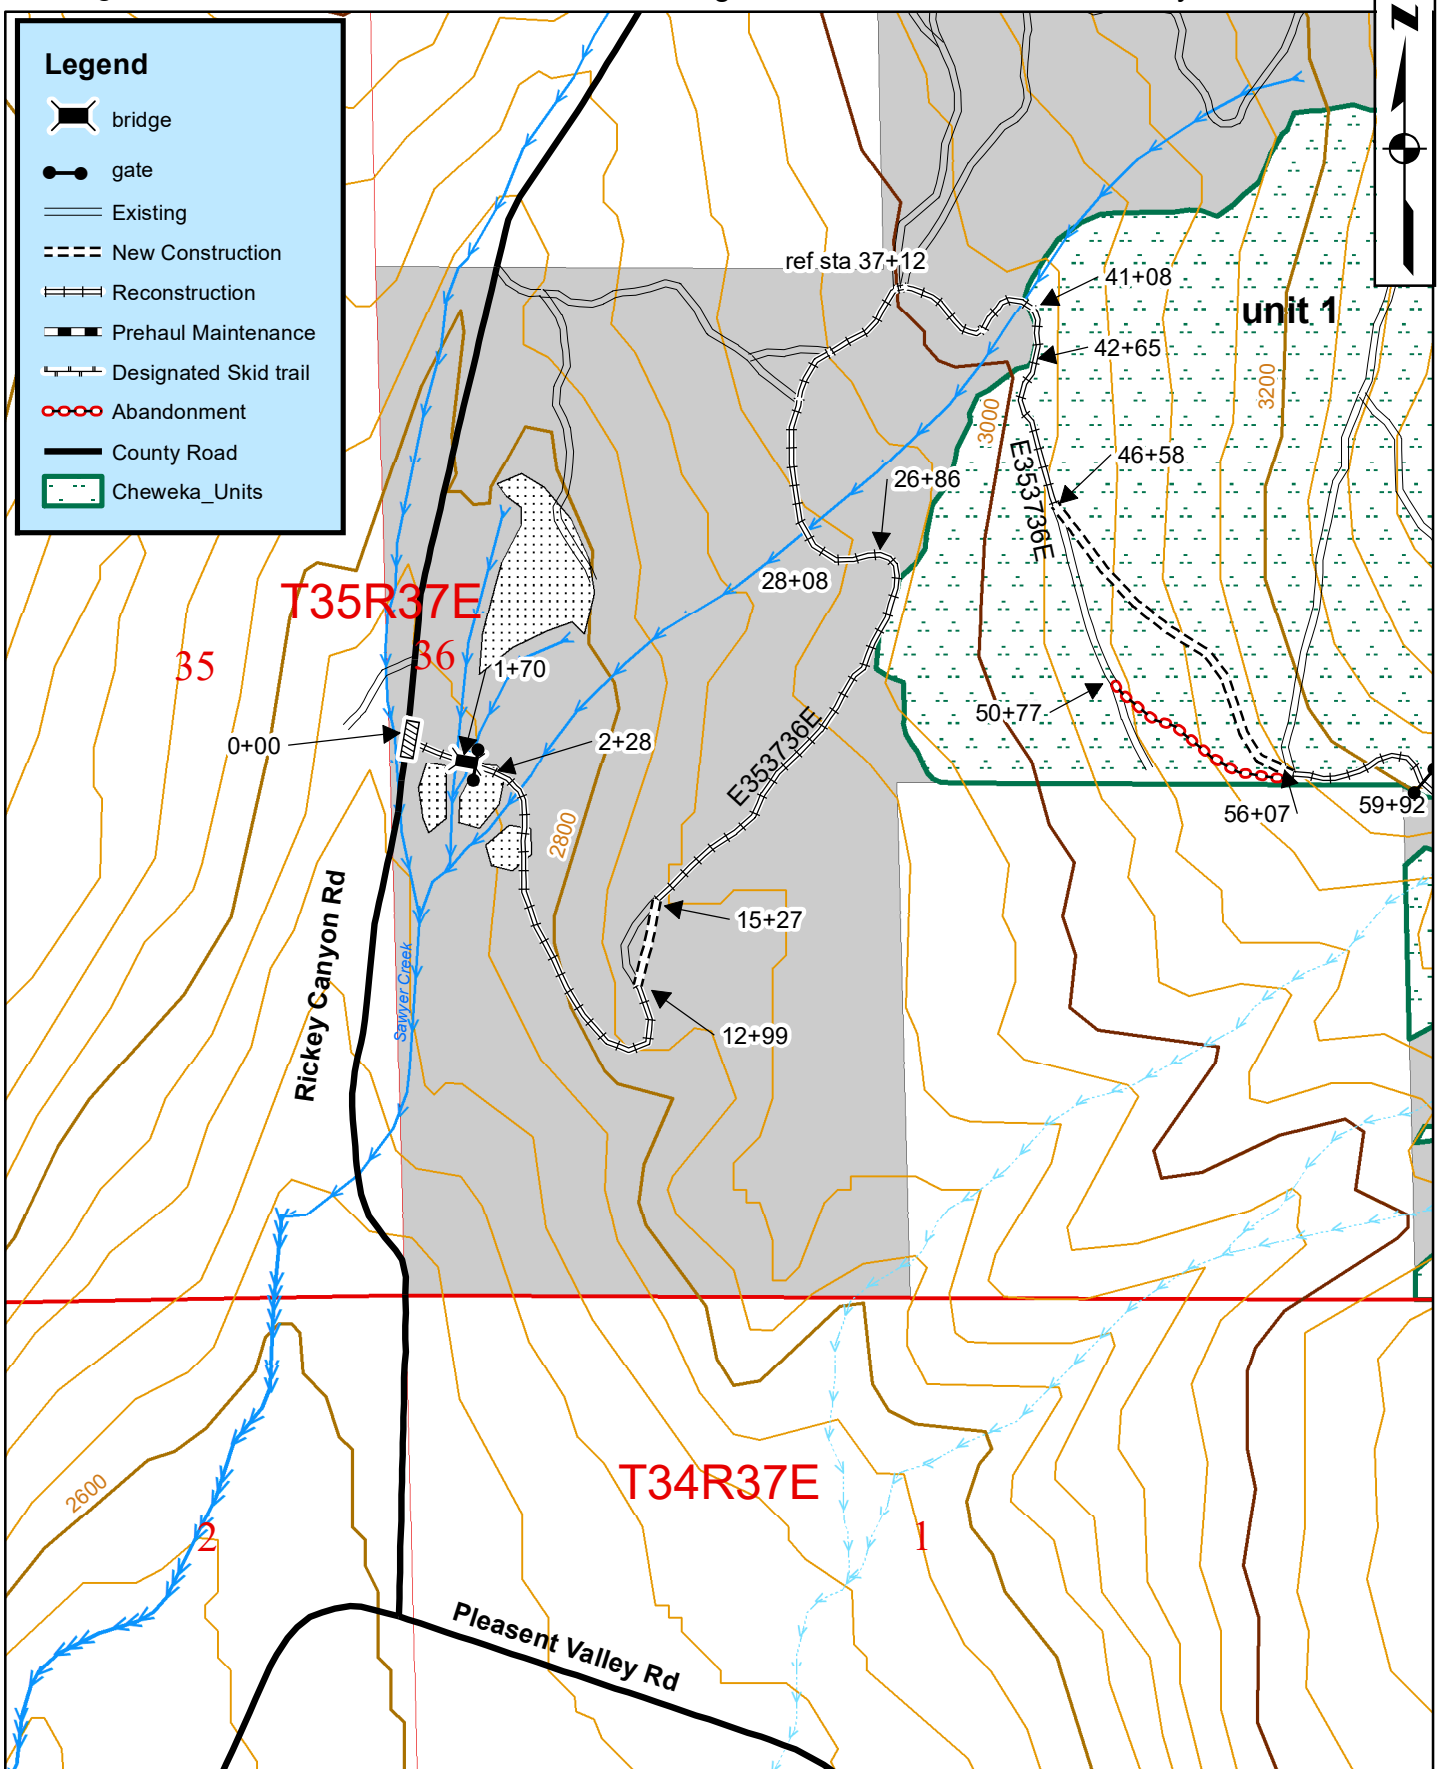 Legend
bridge
gate
Existing
New Construction
Reconstruction
Prehaul Maintenance
Designated Skid trail
Abandonment
County Road
Cheweka_Units
N
ref sta 37+12
41+08
unit 1
42+65
3200
3000
46+58
E353736E
26+86
28+08
T35R37E
36
35
1+70
50+77
0+00
2+28
E353736E
56+07
59+92
2800
Rickey Canyon Rd
15+27
Sawyer Creek
12+99
T34R37E
2600
2
1
Pleasent Valley Rd